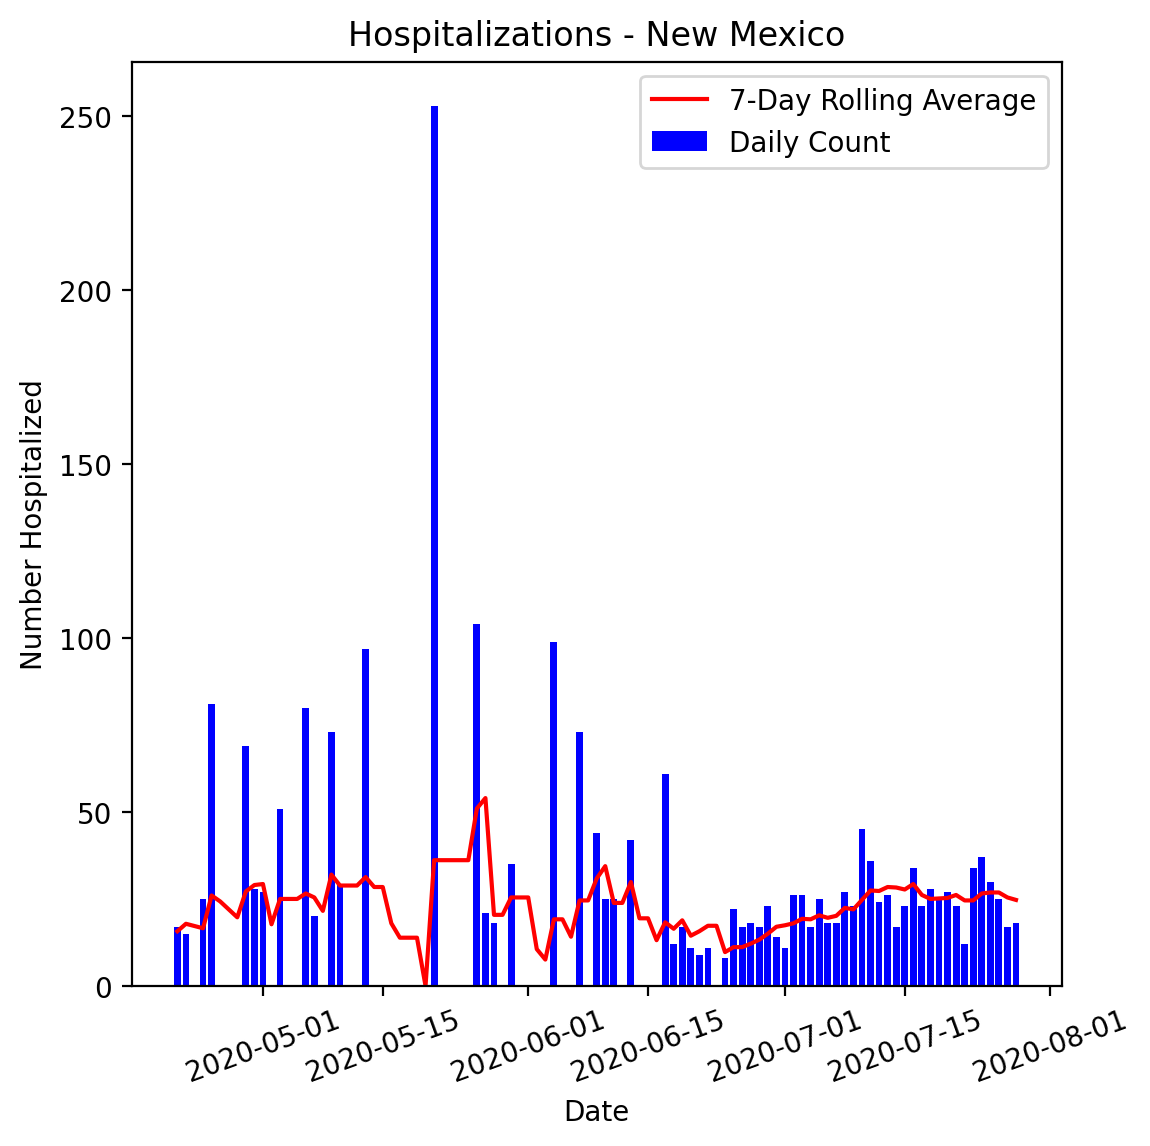 Hospitalizations - New Mexico
7-Day Rolling Average
Daily Count
250
200
150
100
50
0
Number Hospitalized
2020-05-01
2020-05-15
2020-06-01
2020-06-15
2020-07-01
2020-07-15
2020-08-01
Date